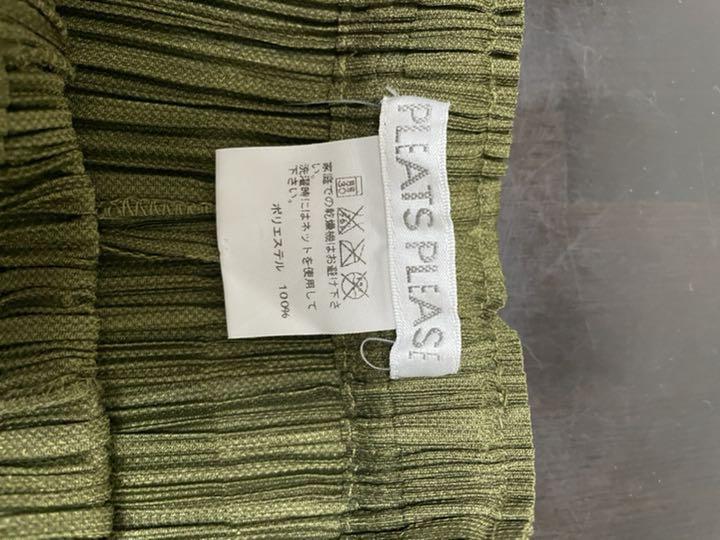 PLEATS PLEASE
家庭での乾燥機はお避け下さ
い。
洗濯時にはネットを使用して
下さい。
ポリエステル 100%